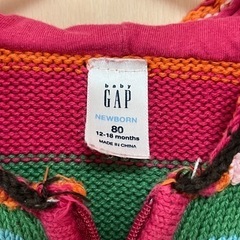 baby
GAP
NEWBORN
80
12-18 months
MADE IN CHINA